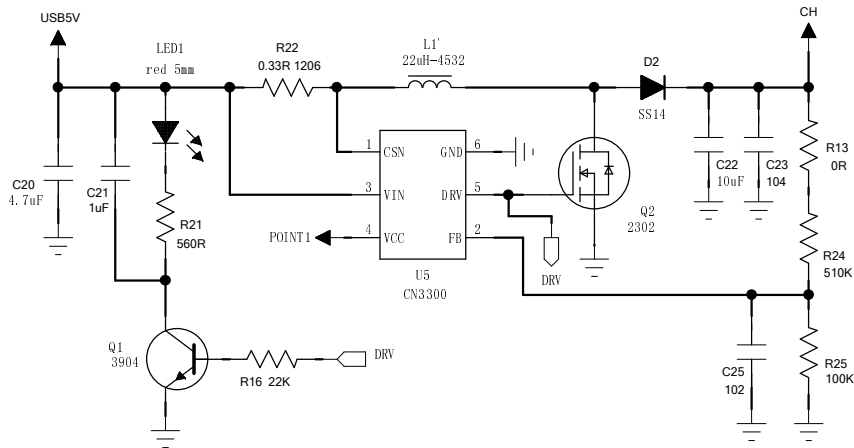 USB5V
CH
LED1
red 5mm
R22
0.33R 1206
L1'
22uH-4532
D2
SS14
C20
4.7uF
C21
1uF
R21
560R
1
CSN
3
VIN
4
VCC
GND
6
DRV
5
FB
2
POINT1
U5
CN3300
DRV
Q2
2302
C22
10uF
C23
104
R13
0R
R24
510K
Q1
3904
R16 22K
DRV
C25
102
R25
100K